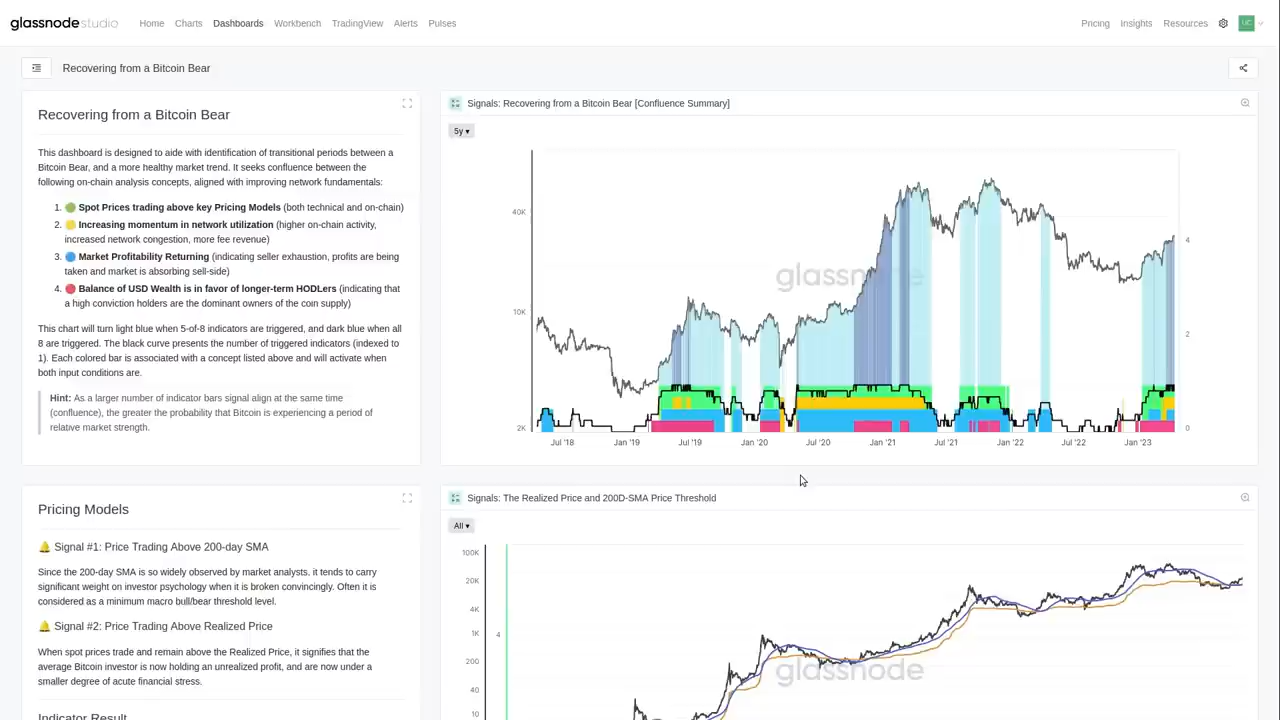 glassnode studio Home Charts Dashboards Workbench TradingView Alerts Pulses Pricing Insights Resources UC
Recovering from a Bitcoin Bear
Recovering from a Bitcoin Bear
This dashboard is designed to aide with identification of transitional periods between a
Bitcoin Bear, and a more healthy market trend. It seeks confluence between the
following on-chain analysis concepts, aligned with improving network fundamentals:
1. 🟢 Spot Prices trading above key Pricing Models (both technical and on-chain)
2. 🟡 Increasing momentum in network utilization (higher on-chain activity,
increased network congestion, more fee revenue)
3. 🔵 Market Profitability Returning (indicating seller exhaustion, profits are being
taken and market is absorbing sell-side)
4. 🔴 Balance of USD Wealth is in favor of longer-term HODLers (indicating that
a high conviction holders are the dominant owners of the coin supply)
This chart will turn light blue when 5-of-8 indicators are triggered, and dark blue when all
8 are triggered. The black curve presents the number of triggered indicators (indexed to
1). Each colored bar is associated with a concept listed above and will activate when
both input conditions are.
Hint: As a larger number of indicator bars signal align at the same time
(confluence), the greater the probability that Bitcoin is experiencing a period of
relative market strength.
Signals: Recovering from a Bitcoin Bear [Confluence Summary]
5y ▾
40K
10K
2K
4
2
0
glassnode
Jul '18 Jan '19 Jul '19 Jan '20 Jul '20 Jan '21 Jul '21 Jan '22 Jul '22 Jan '23
Pricing Models
🔔 Signal #1: Price Trading Above 200-day SMA
Since the 200-day SMA is so widely observed by market analysts, it tends to carry
significant weight on investor psychology when it is broken convincingly. Often it is
considered as a minimum macro bull/bear threshold level.
🔔 Signal #2: Price Trading Above Realized Price
When spot prices trade and remain above the Realized Price, it signifies that the
average Bitcoin investor is now holding an unrealized profit, and are now under a
smaller degree of acute financial stress.
Indicator Result
Signals: The Realized Price and 200D-SMA Price Threshold
All ▾
100K
20K
4K
1K
200
40
10
4
glassnode